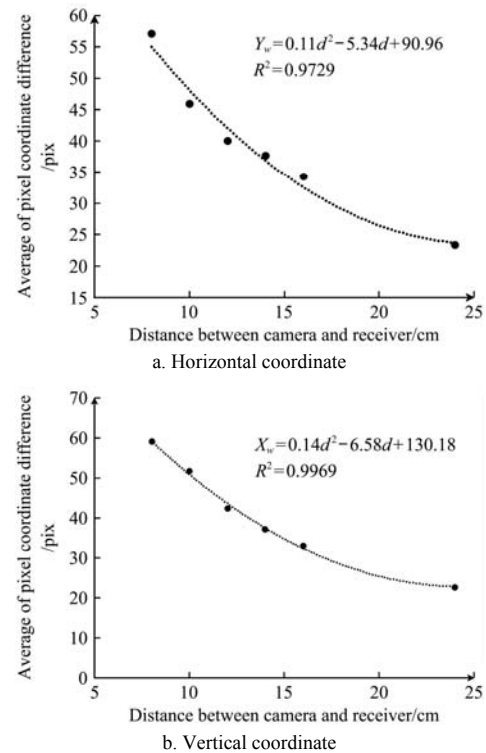 60
55
50
45
40
35
30
25
20
15
Average of pixel coordinate difference
/pix
Y_w=0.11d²−5.34d+90.96
R²=0.9729
5 10 15 20 25
Distance between camera and receiver/cm
a. Horizontal coordinate
70
60
50
40
30
20
10
0
Average of pixel coordinate difference
/pix
X_w=0.14d²−6.58d+130.18
R²=0.9969
5 10 15 20 25
Distance between camera and receiver/cm
b. Vertical coordinate